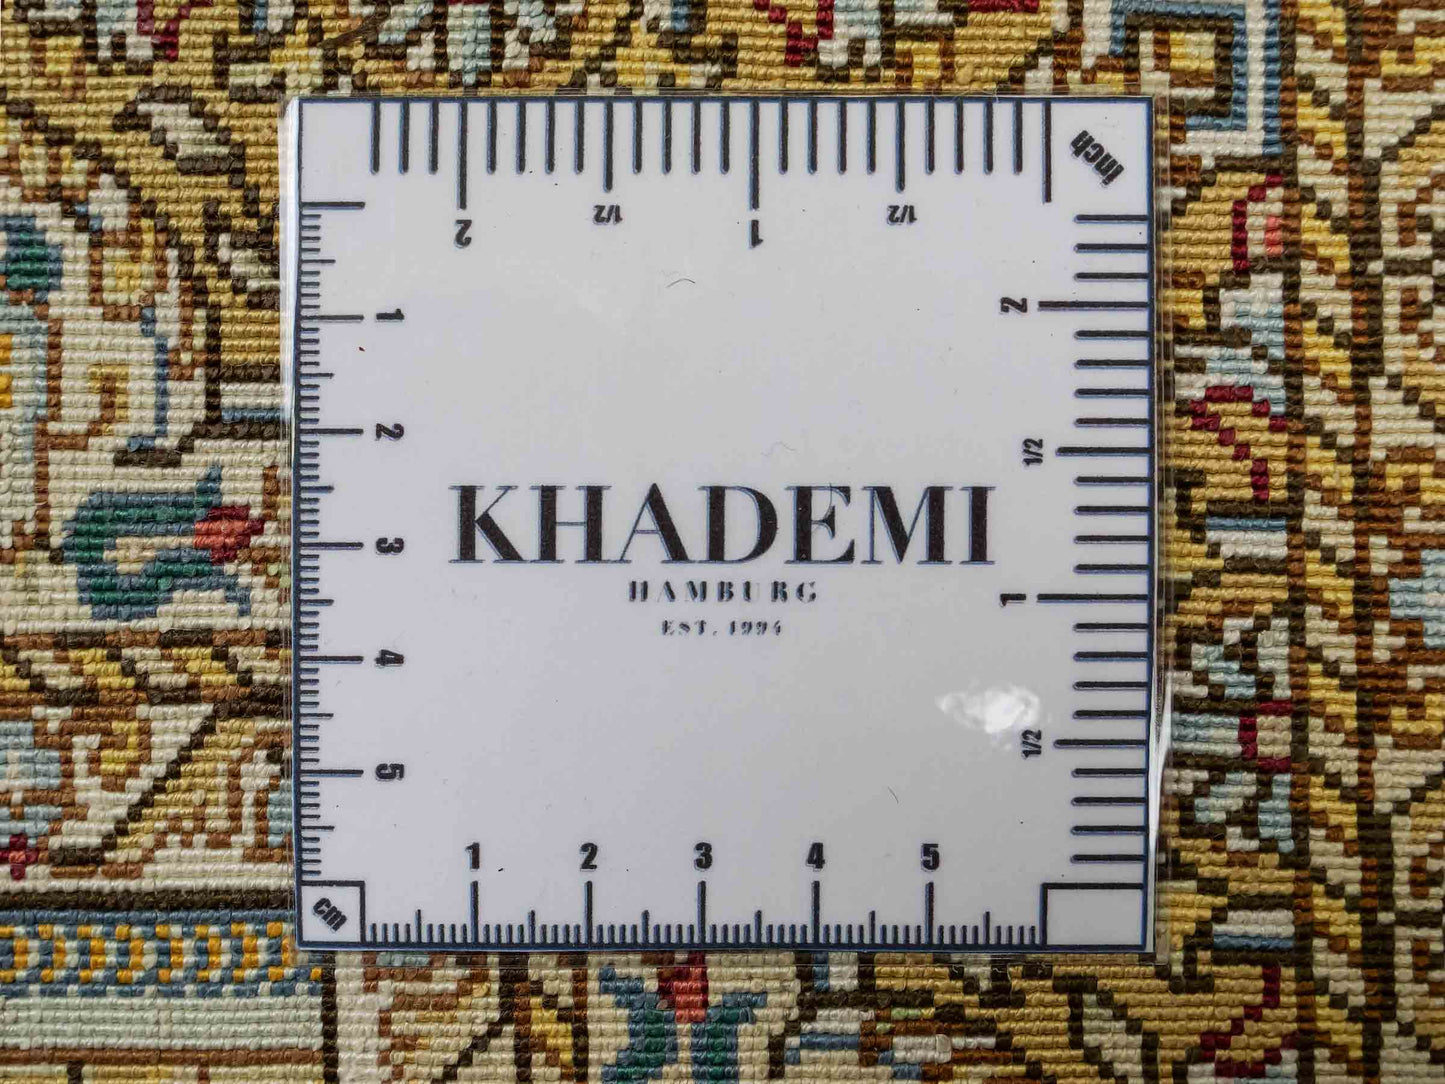 inch
2 1/2 1 1/2
1
2
3
4
5
2
1/2
1
1/2
KHADEMI
HAMBURG
EST. 1994
1 2 3 4 5
cm